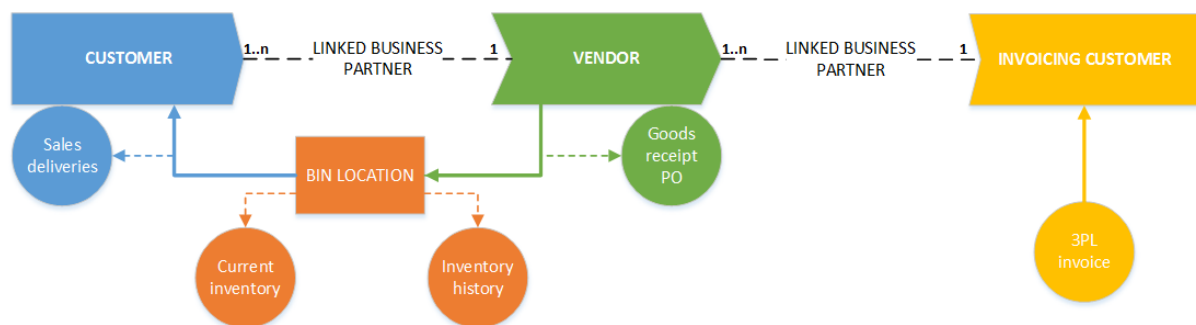 CUSTOMER
1..n
LINKED BUSINESS
PARTNER
1
VENDOR
1..n
LINKED BUSINESS
PARTNER
1
INVOICING CUSTOMER
Sales
deliveries
BIN LOCATION
Goods
receipt
PO
Current
inventory
Inventory
history
3PL
invoice